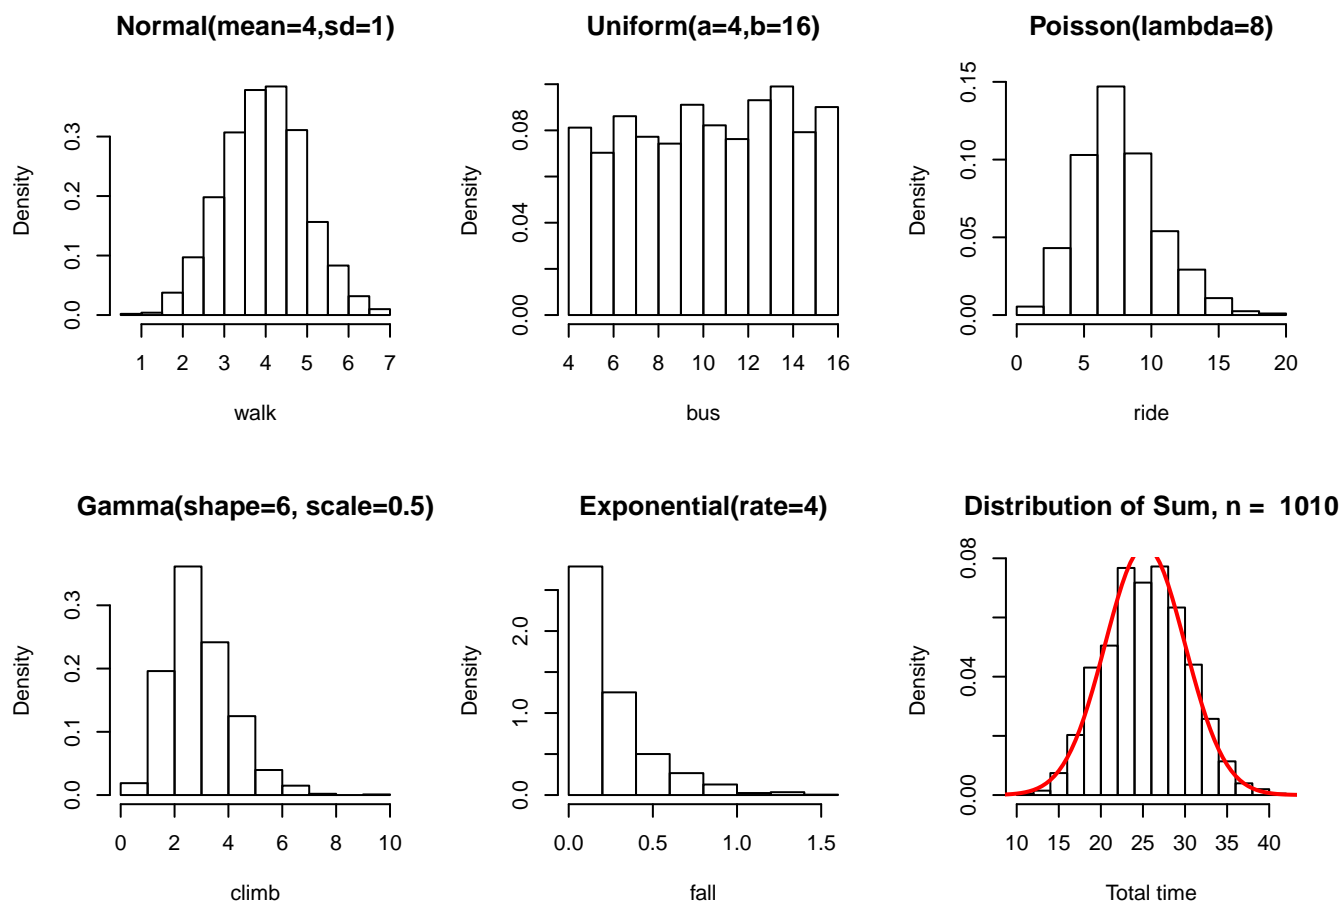 Normal(mean=4,sd=1)
Density
0.0 0.1 0.2 0.3
1 2 3 4 5 6 7
walk
Uniform(a=4,b=16)
Density
0.00 0.04 0.08
4 6 8 10 12 14 16
bus
Poisson(lambda=8)
Density
0.00 0.05 0.10 0.15
0 5 10 15 20
ride
Gamma(shape=6, scale=0.5)
Density
0.0 0.1 0.2 0.3
0 2 4 6 8 10
climb
Exponential(rate=4)
Density
0.0 1.0 2.0
0.0 0.5 1.0 1.5
fall
Distribution of Sum, n = 1010
Density
0.00 0.04 0.08
10 15 20 25 30 35 40
Total time